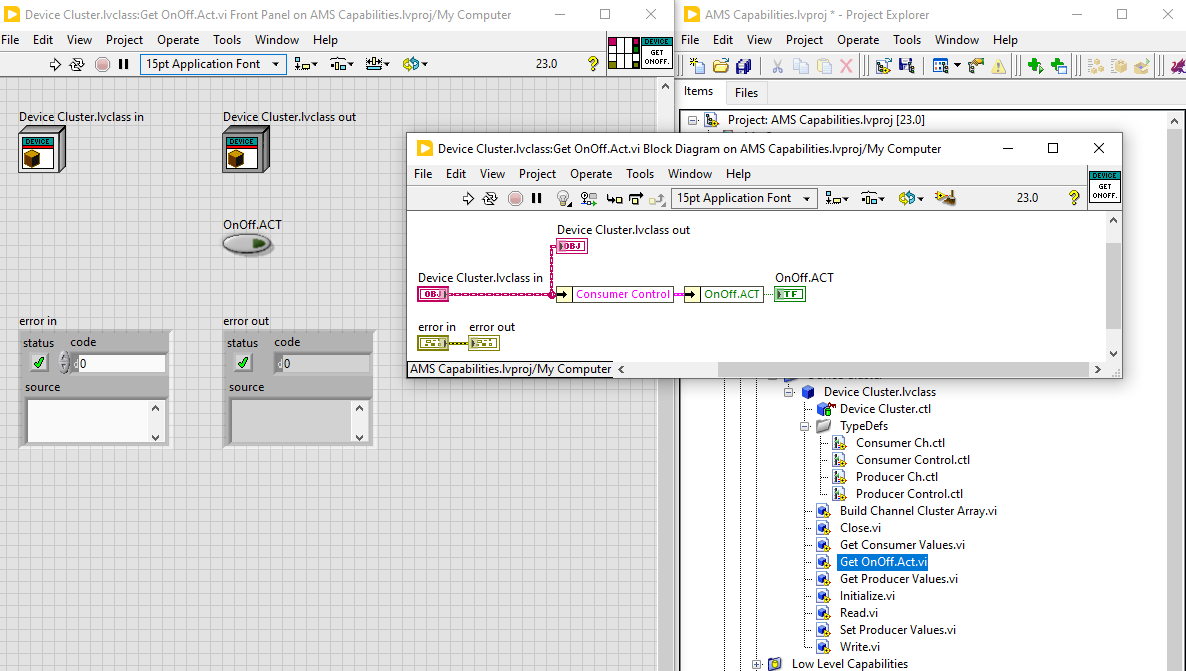 Device Cluster.lvclass:Get OnOff.Act.vi Front Panel on AMS Capabilities.lvproj/My Computer
File Edit View Project Operate Tools Window Help
15pt Application Font
23.0
?
DEVICE
GET
ONOFF.
Device Cluster.lvclass in
Device Cluster.lvclass out
DEVICE
DEVICE
OnOff.ACT
error in
error out
status code
0
source
status code
0
source
AMS Capabilities.lvproj * - Project Explorer
File Edit View Project Operate Tools Window Help
Items Files
Project: AMS Capabilities.lvproj [23.0]
Device Cluster.lvclass:Get OnOff.Act.vi Block Diagram on AMS Capabilities.lvproj/My Computer
File Edit View Project Operate Tools Window Help
15pt Application Font
23.0
?
DEVICE
GET
ONOFF.
Device Cluster.lvclass out
OBJ
Device Cluster.lvclass in
OBJ
Consumer Control
OnOff.ACT
OnOff.ACT
TF
error in error out
AMS Capabilities.lvproj/My Computer
Device Cluster.lvclass
Device Cluster.ctl
TypeDefs
Consumer Ch.ctl
Consumer Control.ctl
Producer Ch.ctl
Producer Control.ctl
Build Channel Cluster Array.vi
Close.vi
Get Consumer Values.vi
Get OnOff.Act.vi
Get Producer Values.vi
Initialize.vi
Read.vi
Set Producer Values.vi
Write.vi
Low Level Capabilities